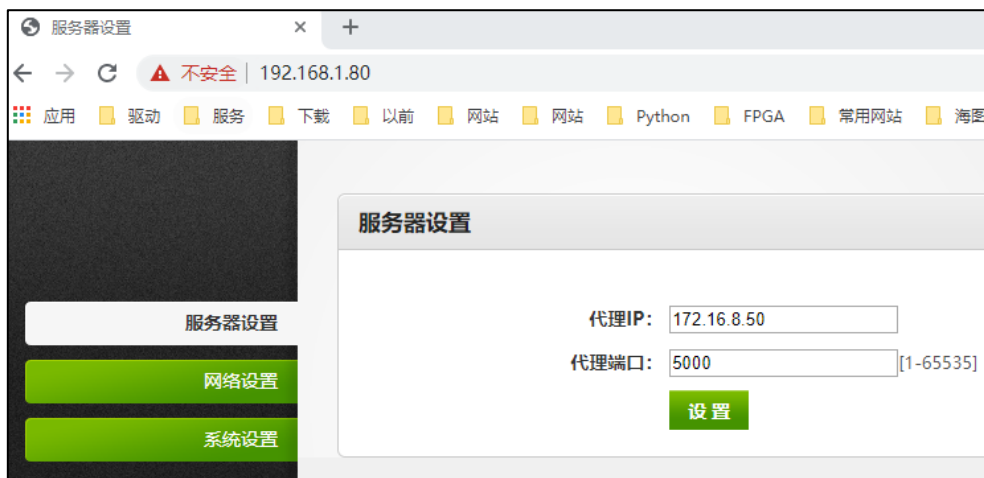 服务器设置
不安全 192.168.1.80
应用 驱动 服务 下载 以前 网站 网站 Python FPGA 常用网站 海图
服务器设置
代理IP： 172.16.8.50
服务器设置
代理端口： 5000 [1-65535]
网络设置
设置
系统设置